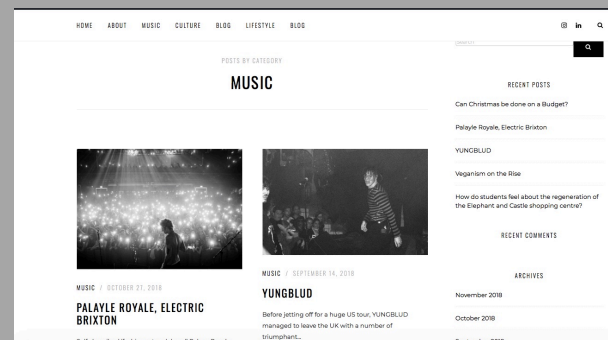 HOME ABOUT MUSIC CULTURE BLOG LIFESTYLE BLOG
POSTS BY CATEGORY
MUSIC
MUSIC / OCTOBER 21, 2018
PALAYLE ROYALE, ELECTRIC
BRIXTON
MUSIC / SEPTEMBER 14, 2018
YUNGBLUD
Before jetting off for a huge US tour, YUNGBLUD
managed to leave the UK with a number of
triumphant...
RECENT POSTS
Can Christmas be done on a Budget?
Palayle Royale, Electric Brixton
YUNGBLUD
Veganism on the Rise
How do students feel about the regeneration of
the Elephant and Castle shopping centre?
RECENT COMMENTS
ARCHIVES
November 2018
October 2018